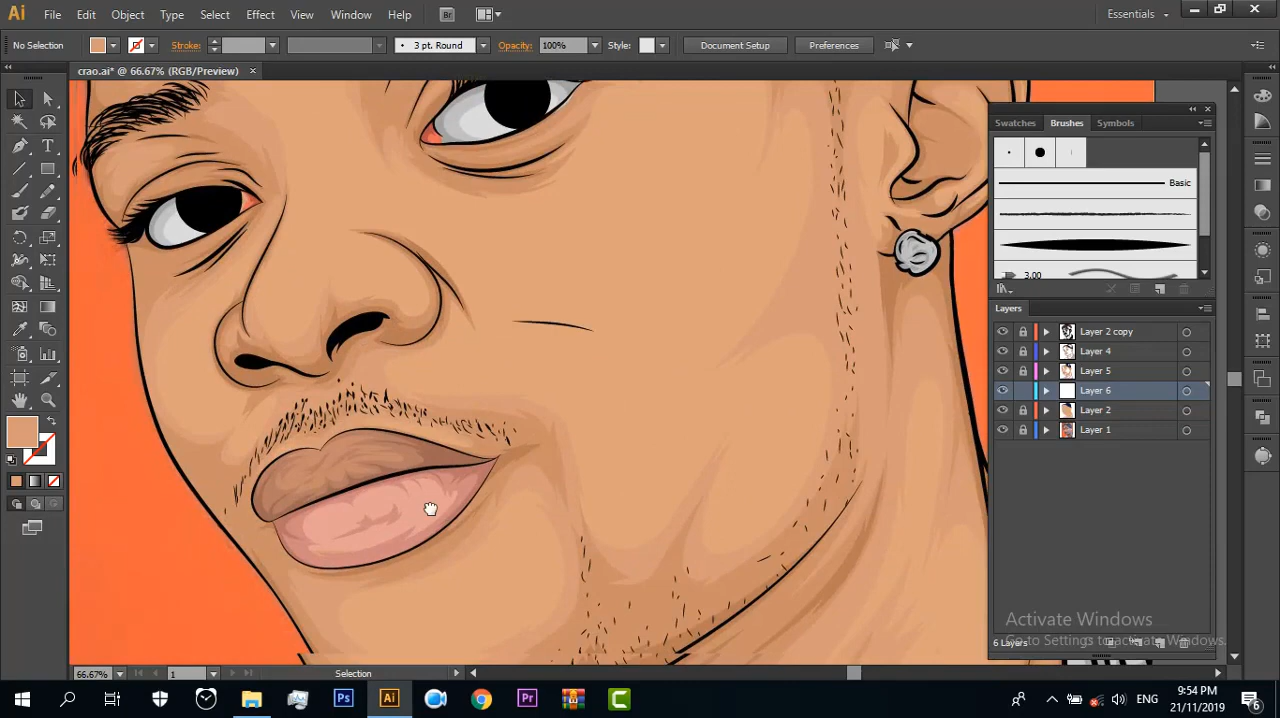 Ai File Edit Object Type Select Effect View Window Help Br Essentials
No Selection Stroke: 3 pt. Round Opacity: 100% Style: Document Setup Preferences
crao.ai* @ 66.67% (RGB/Preview)
Swatches Brushes Symbols
Basic
3.00
Layers
Layer 2 copy
Layer 4
Layer 5
Layer 6
Layer 2
Layer 1
Activate Windows
Go to Settings to activate Windows.
6 Layers
66.67% 1 Selection
Ps Ai Pr ENG 9:54 PM 21/11/2019 6